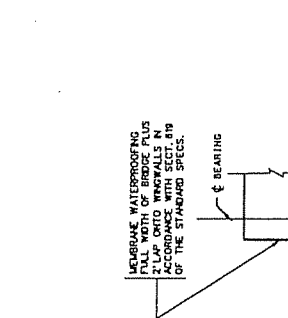 MEMBRANE WATERPROOFING
FULL WIDTH OF BRIDGE PLUS
2' LAP ONTO WINGWALLS IN
ACCORDANCE WITH SECT. 819
OF THE STANDARD SPECS.
℄ BEARING